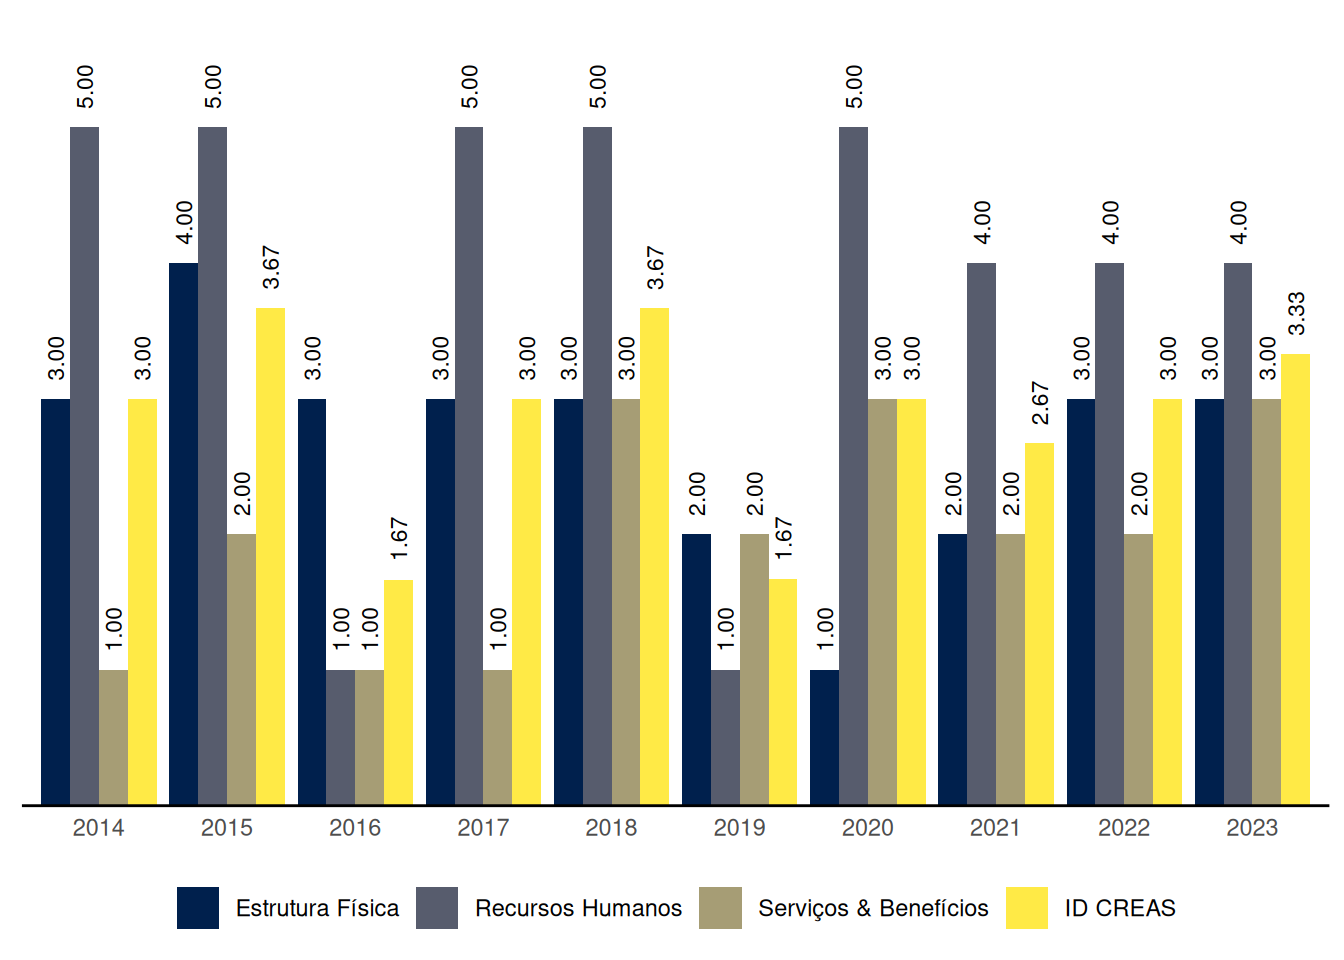 5.00 5.00 5.00 5.00 5.00
4.00 4.00 4.00 4.00
3.67 3.67
3.33
3.00 3.00 3.00 3.00 3.00 3.00 3.00 3.00 3.00 3.00 3.00 3.00 3.00
2.67
2.00 2.00 2.00 2.00 2.00 2.00
1.67 1.67
1.00 1.00 1.00 1.00 1.00 1.00
2014 2015 2016 2017 2018 2019 2020 2021 2022 2023
Estrutura Física Recursos Humanos Serviços & Benefícios ID CREAS